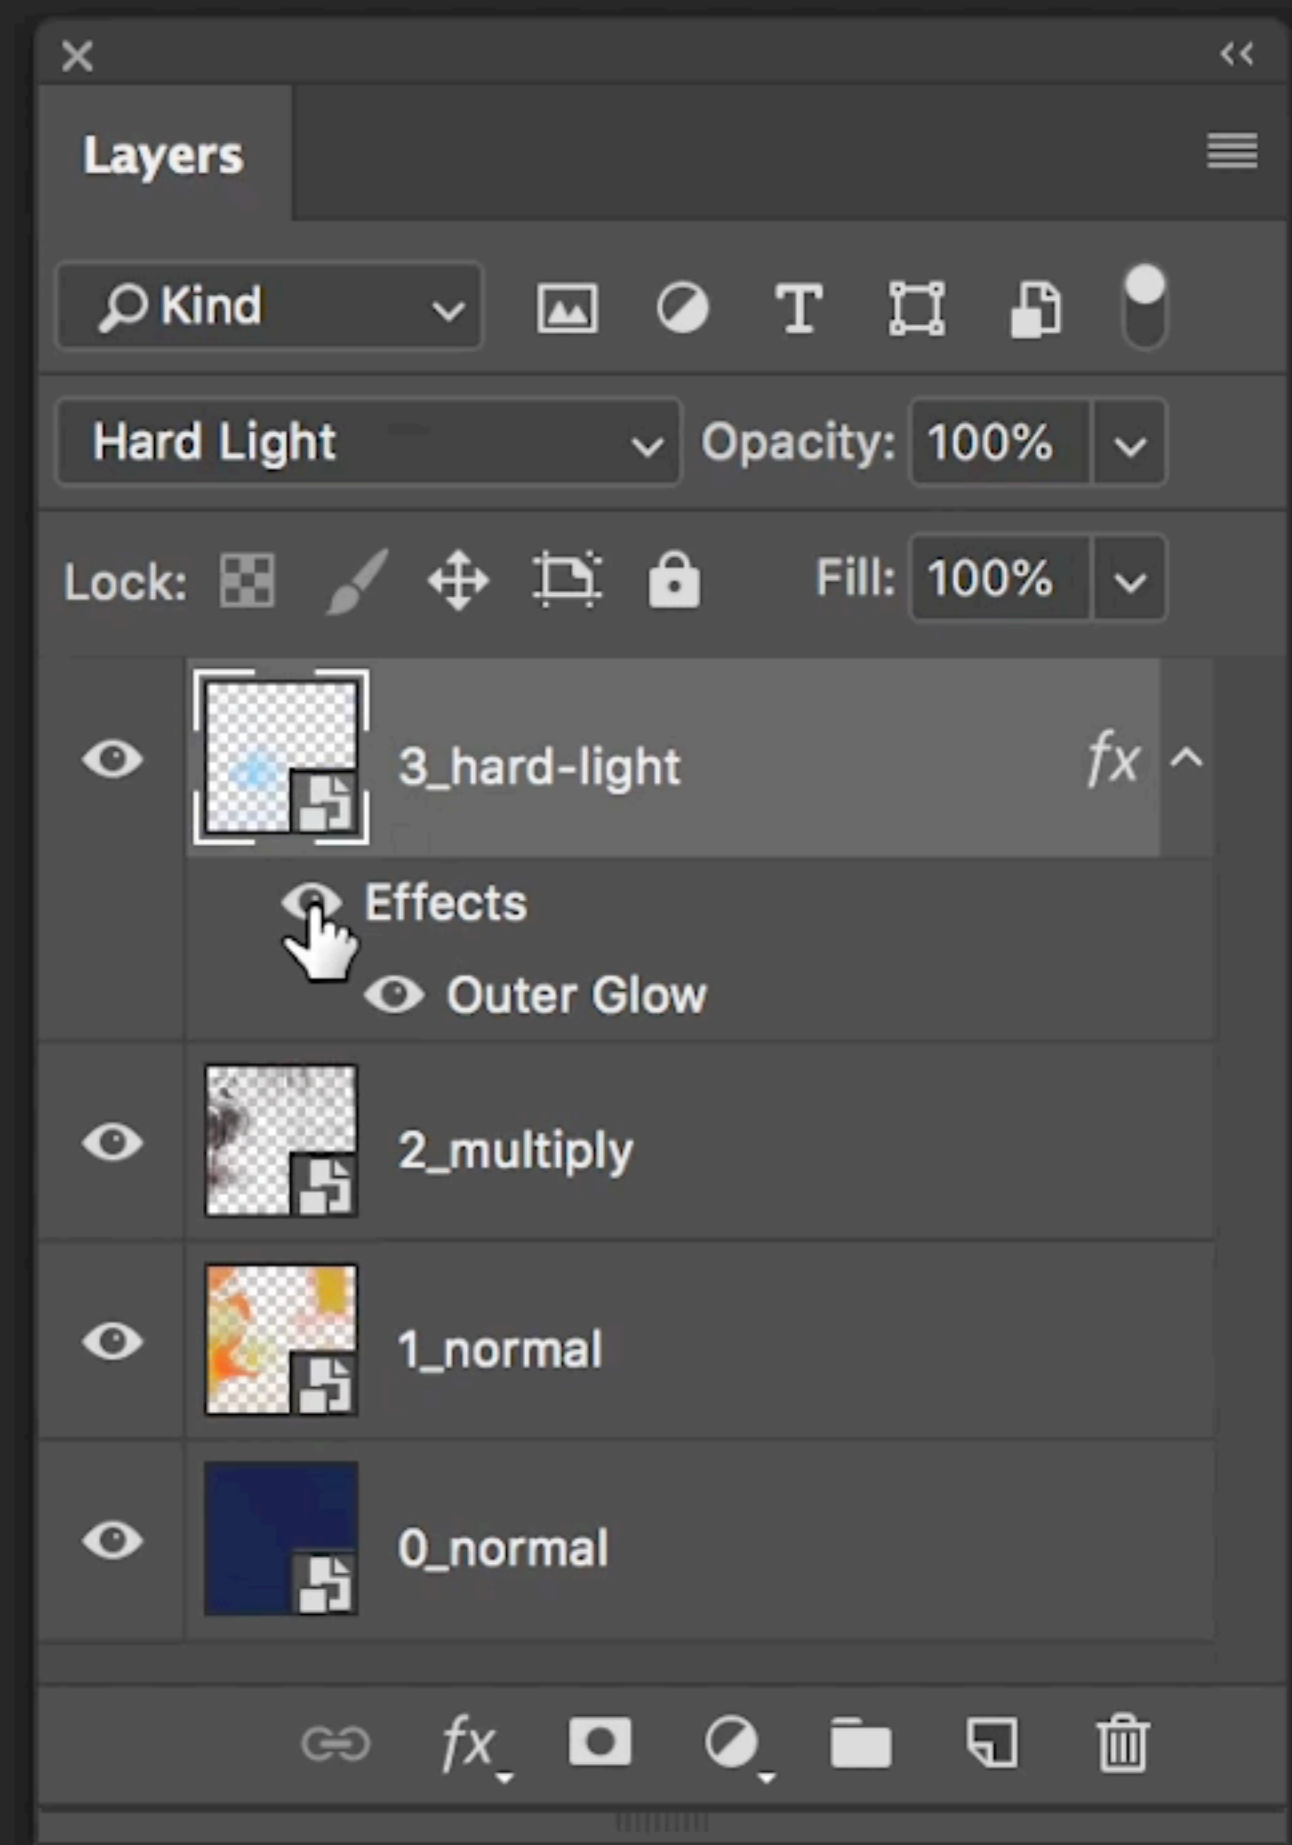 Layers
Kind
Hard Light Opacity: 100%
Lock: Fill: 100%
3_hard-light fx
Effects
Outer Glow
2_multiply
1_normal
0_normal
fx